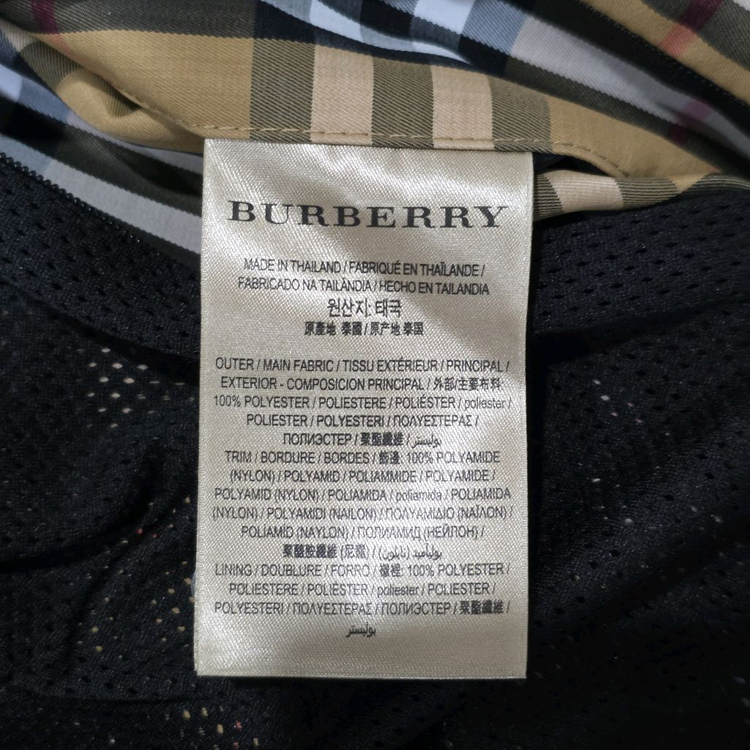 BURBERRY
MADE IN THAILAND / FABRIQUÉ EN THAÏLANDE /
FABRICADO NA TAILÂNDIA / HECHO EN TAILANDIA
원산지: 태국
原產地 泰國 / 原产地 泰国
OUTER / MAIN FABRIC / TISSU EXTÉRIEUR / PRINCIPAL /
EXTERIOR - COMPOSICION PRINCIPAL / 外部/主要布料:
100% POLYESTER / POLIESTERE / POLIÉSTER / poliester /
POLIESTER / POLYESTERI / ΠΟΛΥΕΣΤΕΡΑΣ /
ПОЛИЭСТЕР / 聚酯纖維 / بوليستر
TRIM / BORDURE / BORDES / 飾邊: 100% POLYAMIDE
(NYLON) / POLYAMID / POLIAMMIDE / POLYAMIDE /
POLYAMID (NYLON) / POLIAMIDA / poliamida / POLIAMIDA
(NYLON) / POLYAMIDI (NAILON) / ΠΟΛΥΑΜΙΔΙΟ (ΝΑΪΛΟΝ) /
POLIAMİD (NAYLON) / ПОЛИАМИД (НЕЙЛОН) /
聚醯胺纖維 (尼龍) / بوليأميد (نايلون) /
LINING / DOUBLURE / FORRO / 襯裡: 100% POLYESTER /
POLIESTERE / POLIÉSTER / poliester / POLIESTER /
POLYESTERI / ΠΟΛΥΕΣΤΕΡΑΣ / ПОЛИЭСТЕР / 聚酯纖維 /
بوليستر